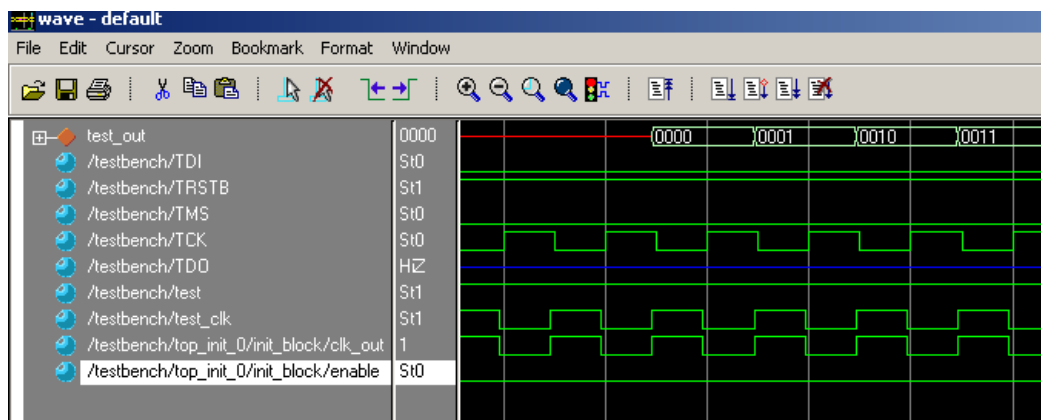 wave - default
File Edit Cursor Zoom Bookmark Format Window
test_out 0000 0000 0001 0010 0011
/testbench/TDI St0
/testbench/TRSTB St1
/testbench/TMS St0
/testbench/TCK St0
/testbench/TDO HiZ
/testbench/test St1
/testbench/test_clk St1
/testbench/top_init_0/init_block/clk_out 1
/testbench/top_init_0/init_block/enable St0